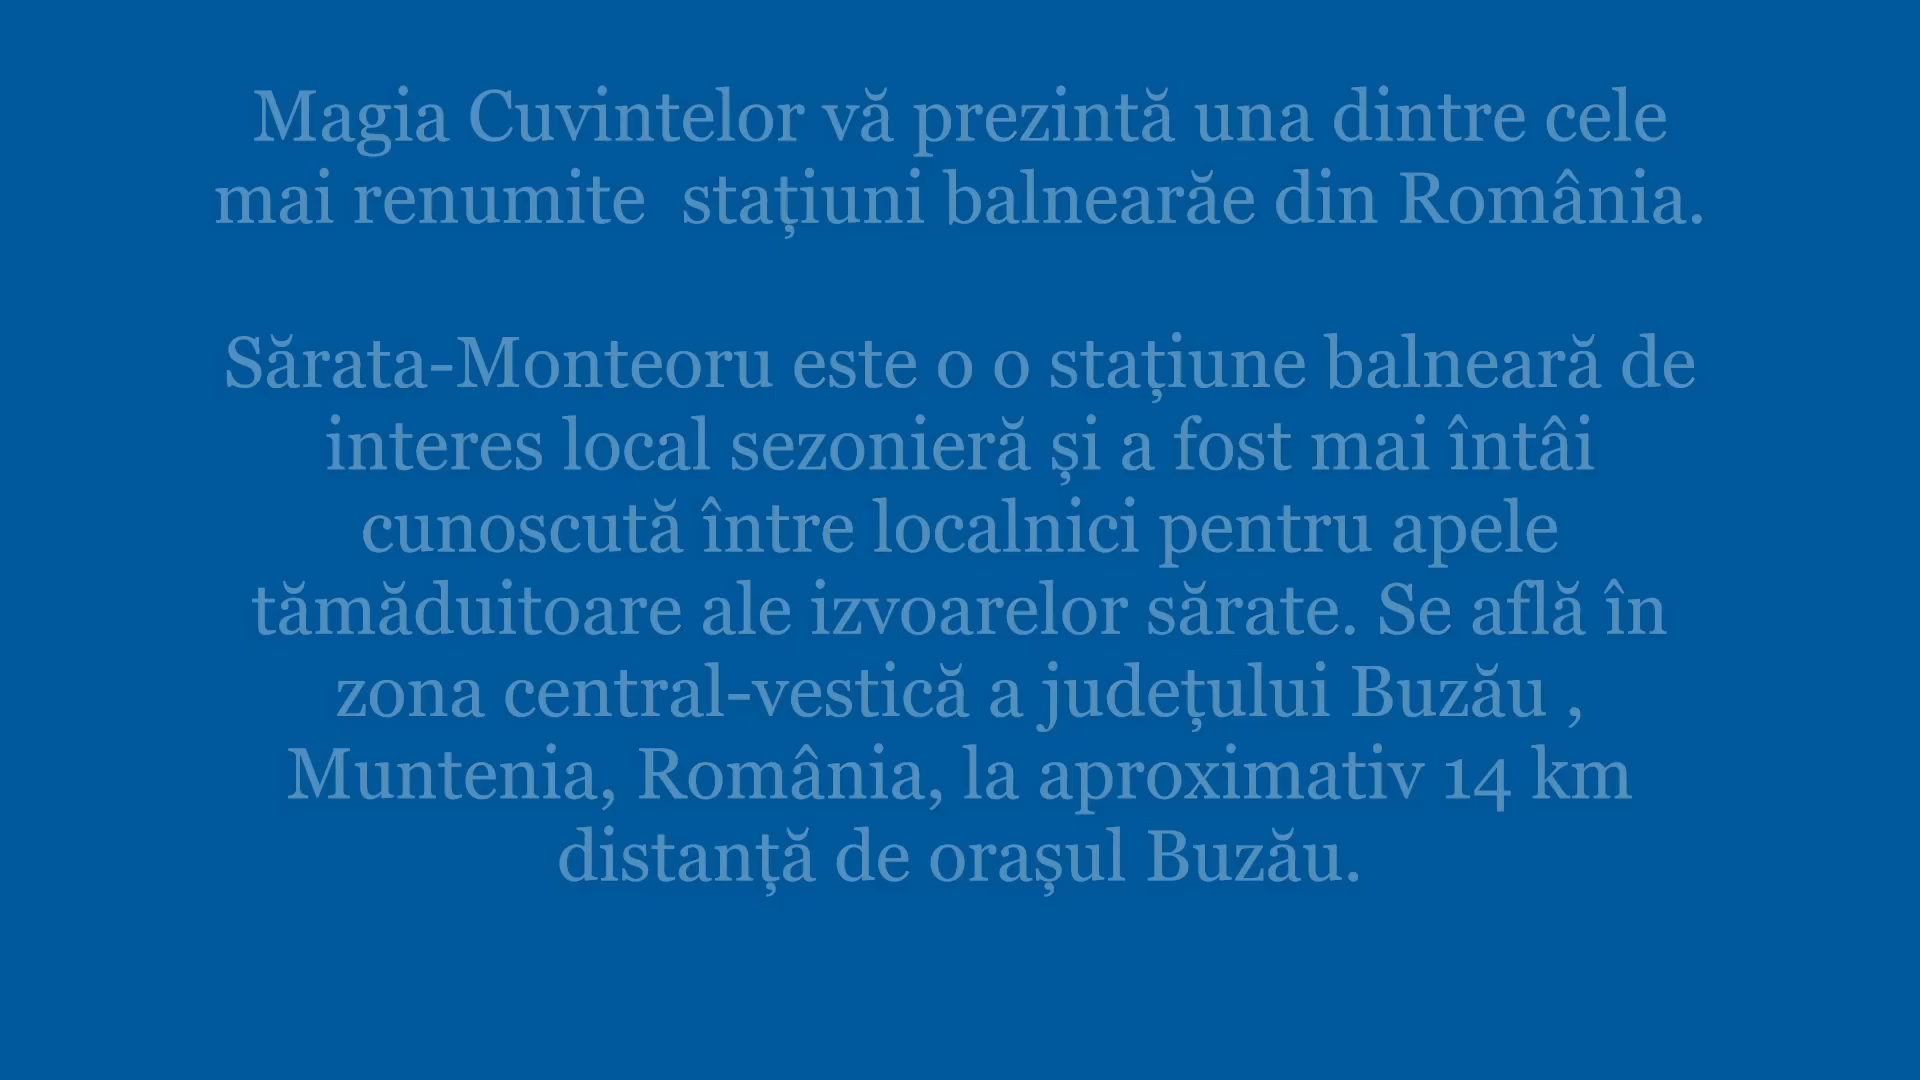 Magia Cuvintelor vă prezintă una dintre cele
mai renumite  stațiuni balnearăe din România.
Sărata-Monteoru este o o stațiune balneară de
interes local sezonieră și a fost mai întâi
cunoscută între localnici pentru apele
tămăduitoare ale izvoarelor sărate. Se află în
zona central-vestică a județului Buzău ,
Muntenia, România, la aproximativ 14 km
distanță de orașul Buzău.